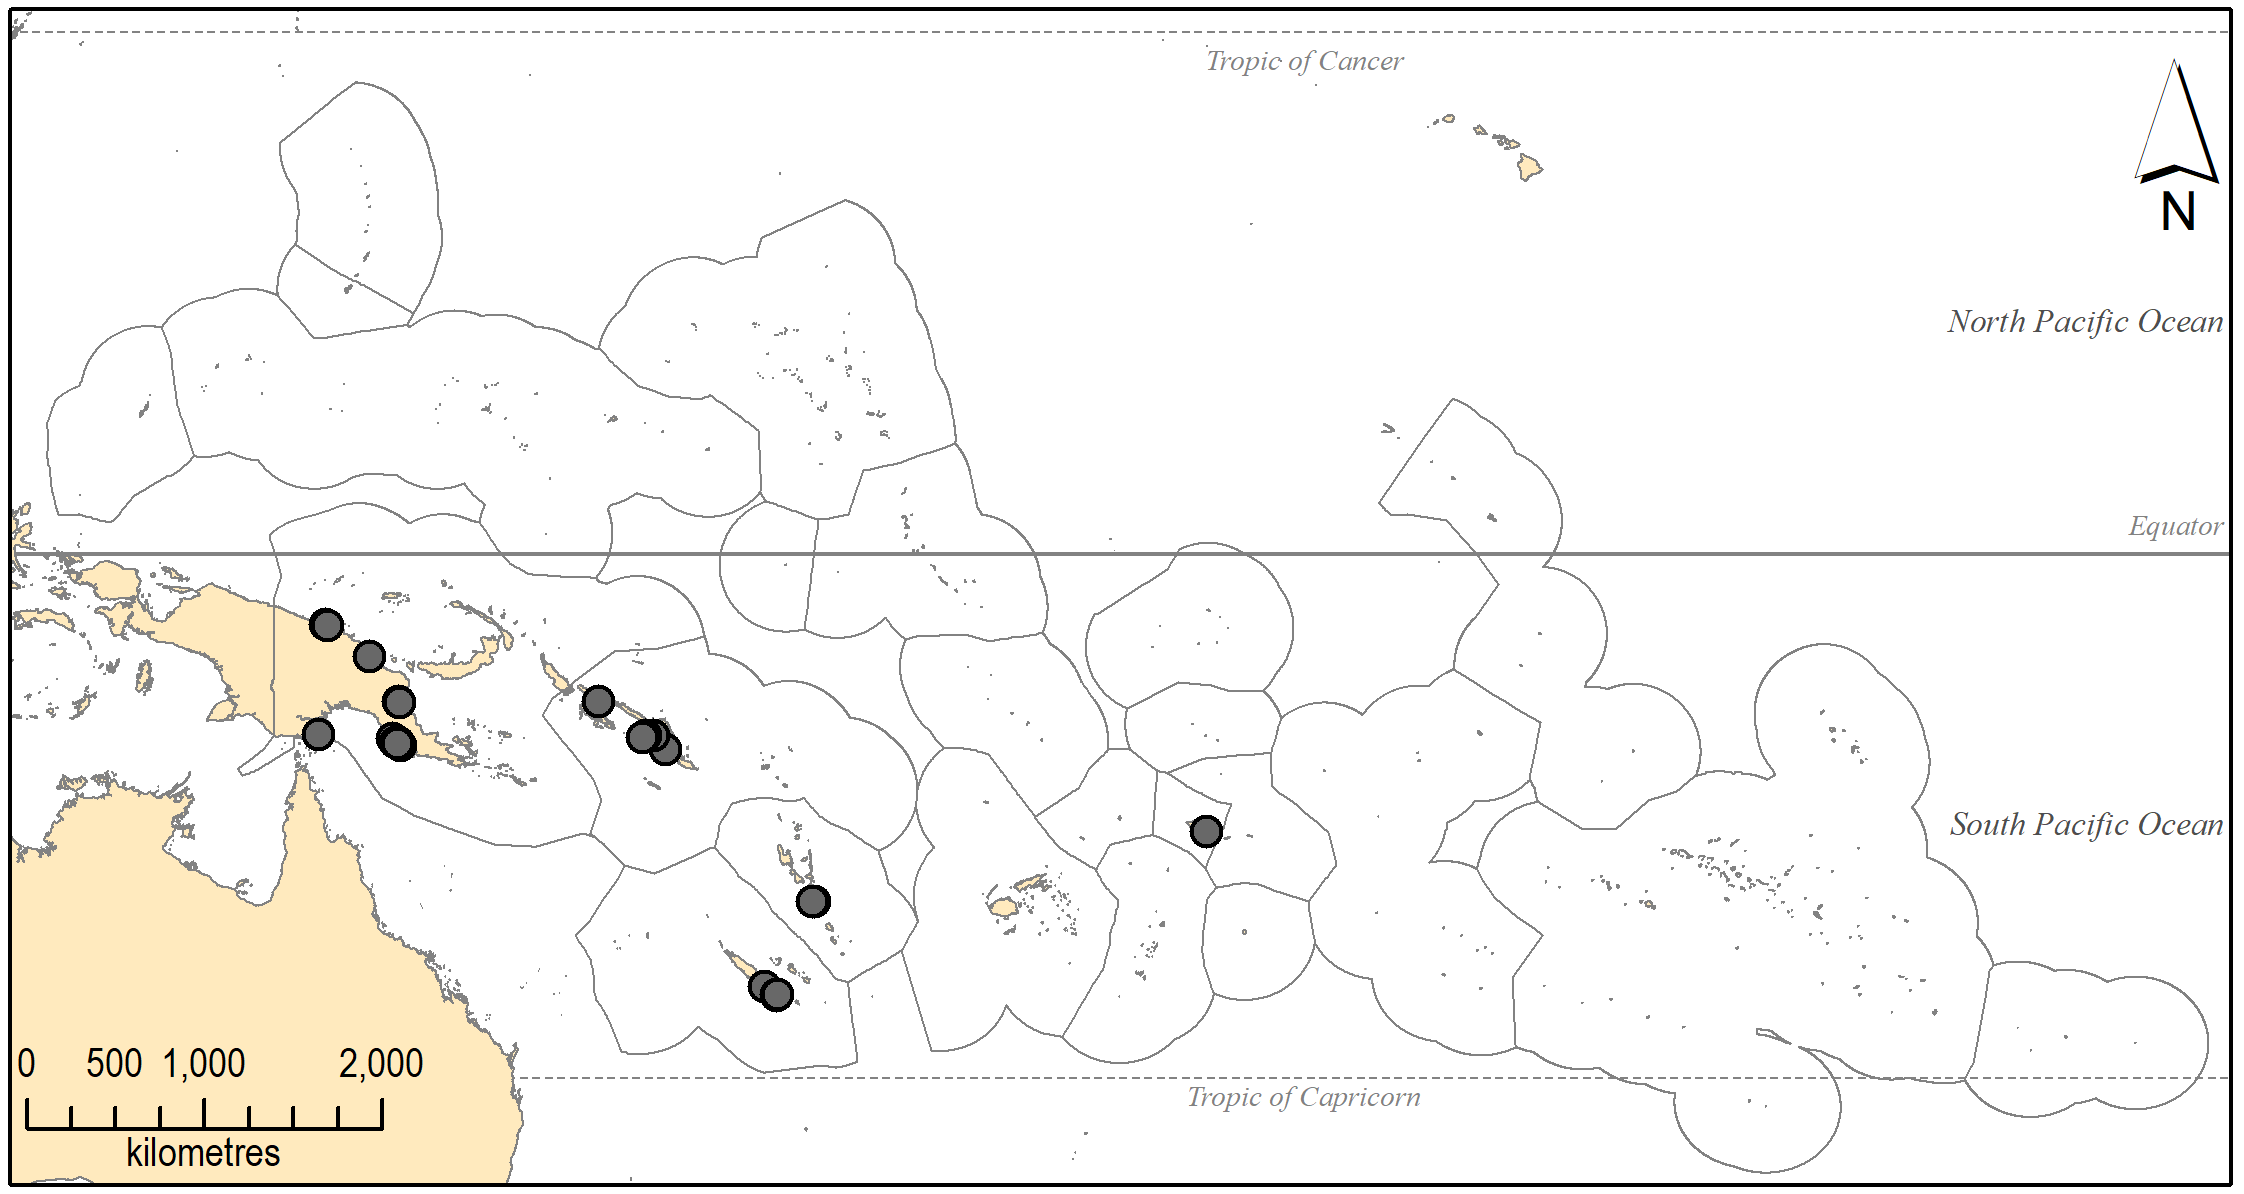 Tropic of Cancer
N
North Pacific Ocean
Equator
South Pacific Ocean
0 500 1,000 2,000
kilometres
Tropic of Capricorn